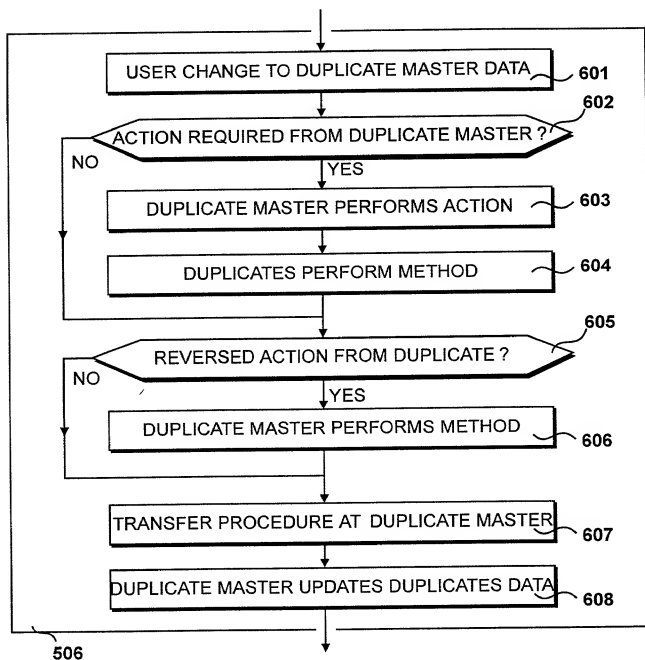 USER CHANGE TO DUPLICATE MASTER DATA
601
602
ACTION REQUIRED FROM DUPLICATE MASTER ?
NO
YES
DUPLICATE MASTER PERFORMS ACTION
603
DUPLICATES PERFORM METHOD
604
605
REVERSED ACTION FROM DUPLICATE ?
NO
YES
DUPLICATE MASTER PERFORMS METHOD
606
TRANSFER PROCEDURE AT DUPLICATE MASTER
607
DUPLICATE MASTER UPDATES DUPLICATES DATA
608
506